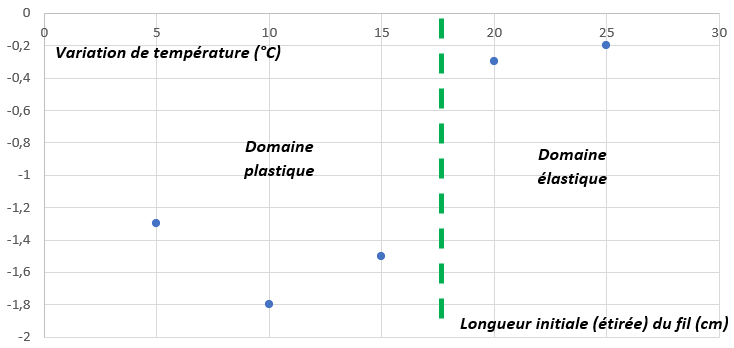 0
0 5 10 15 20 25 30
-0,2
Variation de température (°C)
-0,4
-0,6
-0,8
Domaine
plastique
Domaine
élastique
-1
-1,2
-1,4
-1,6
-1,8
Longueur initiale (étirée) du fil (cm)
-2